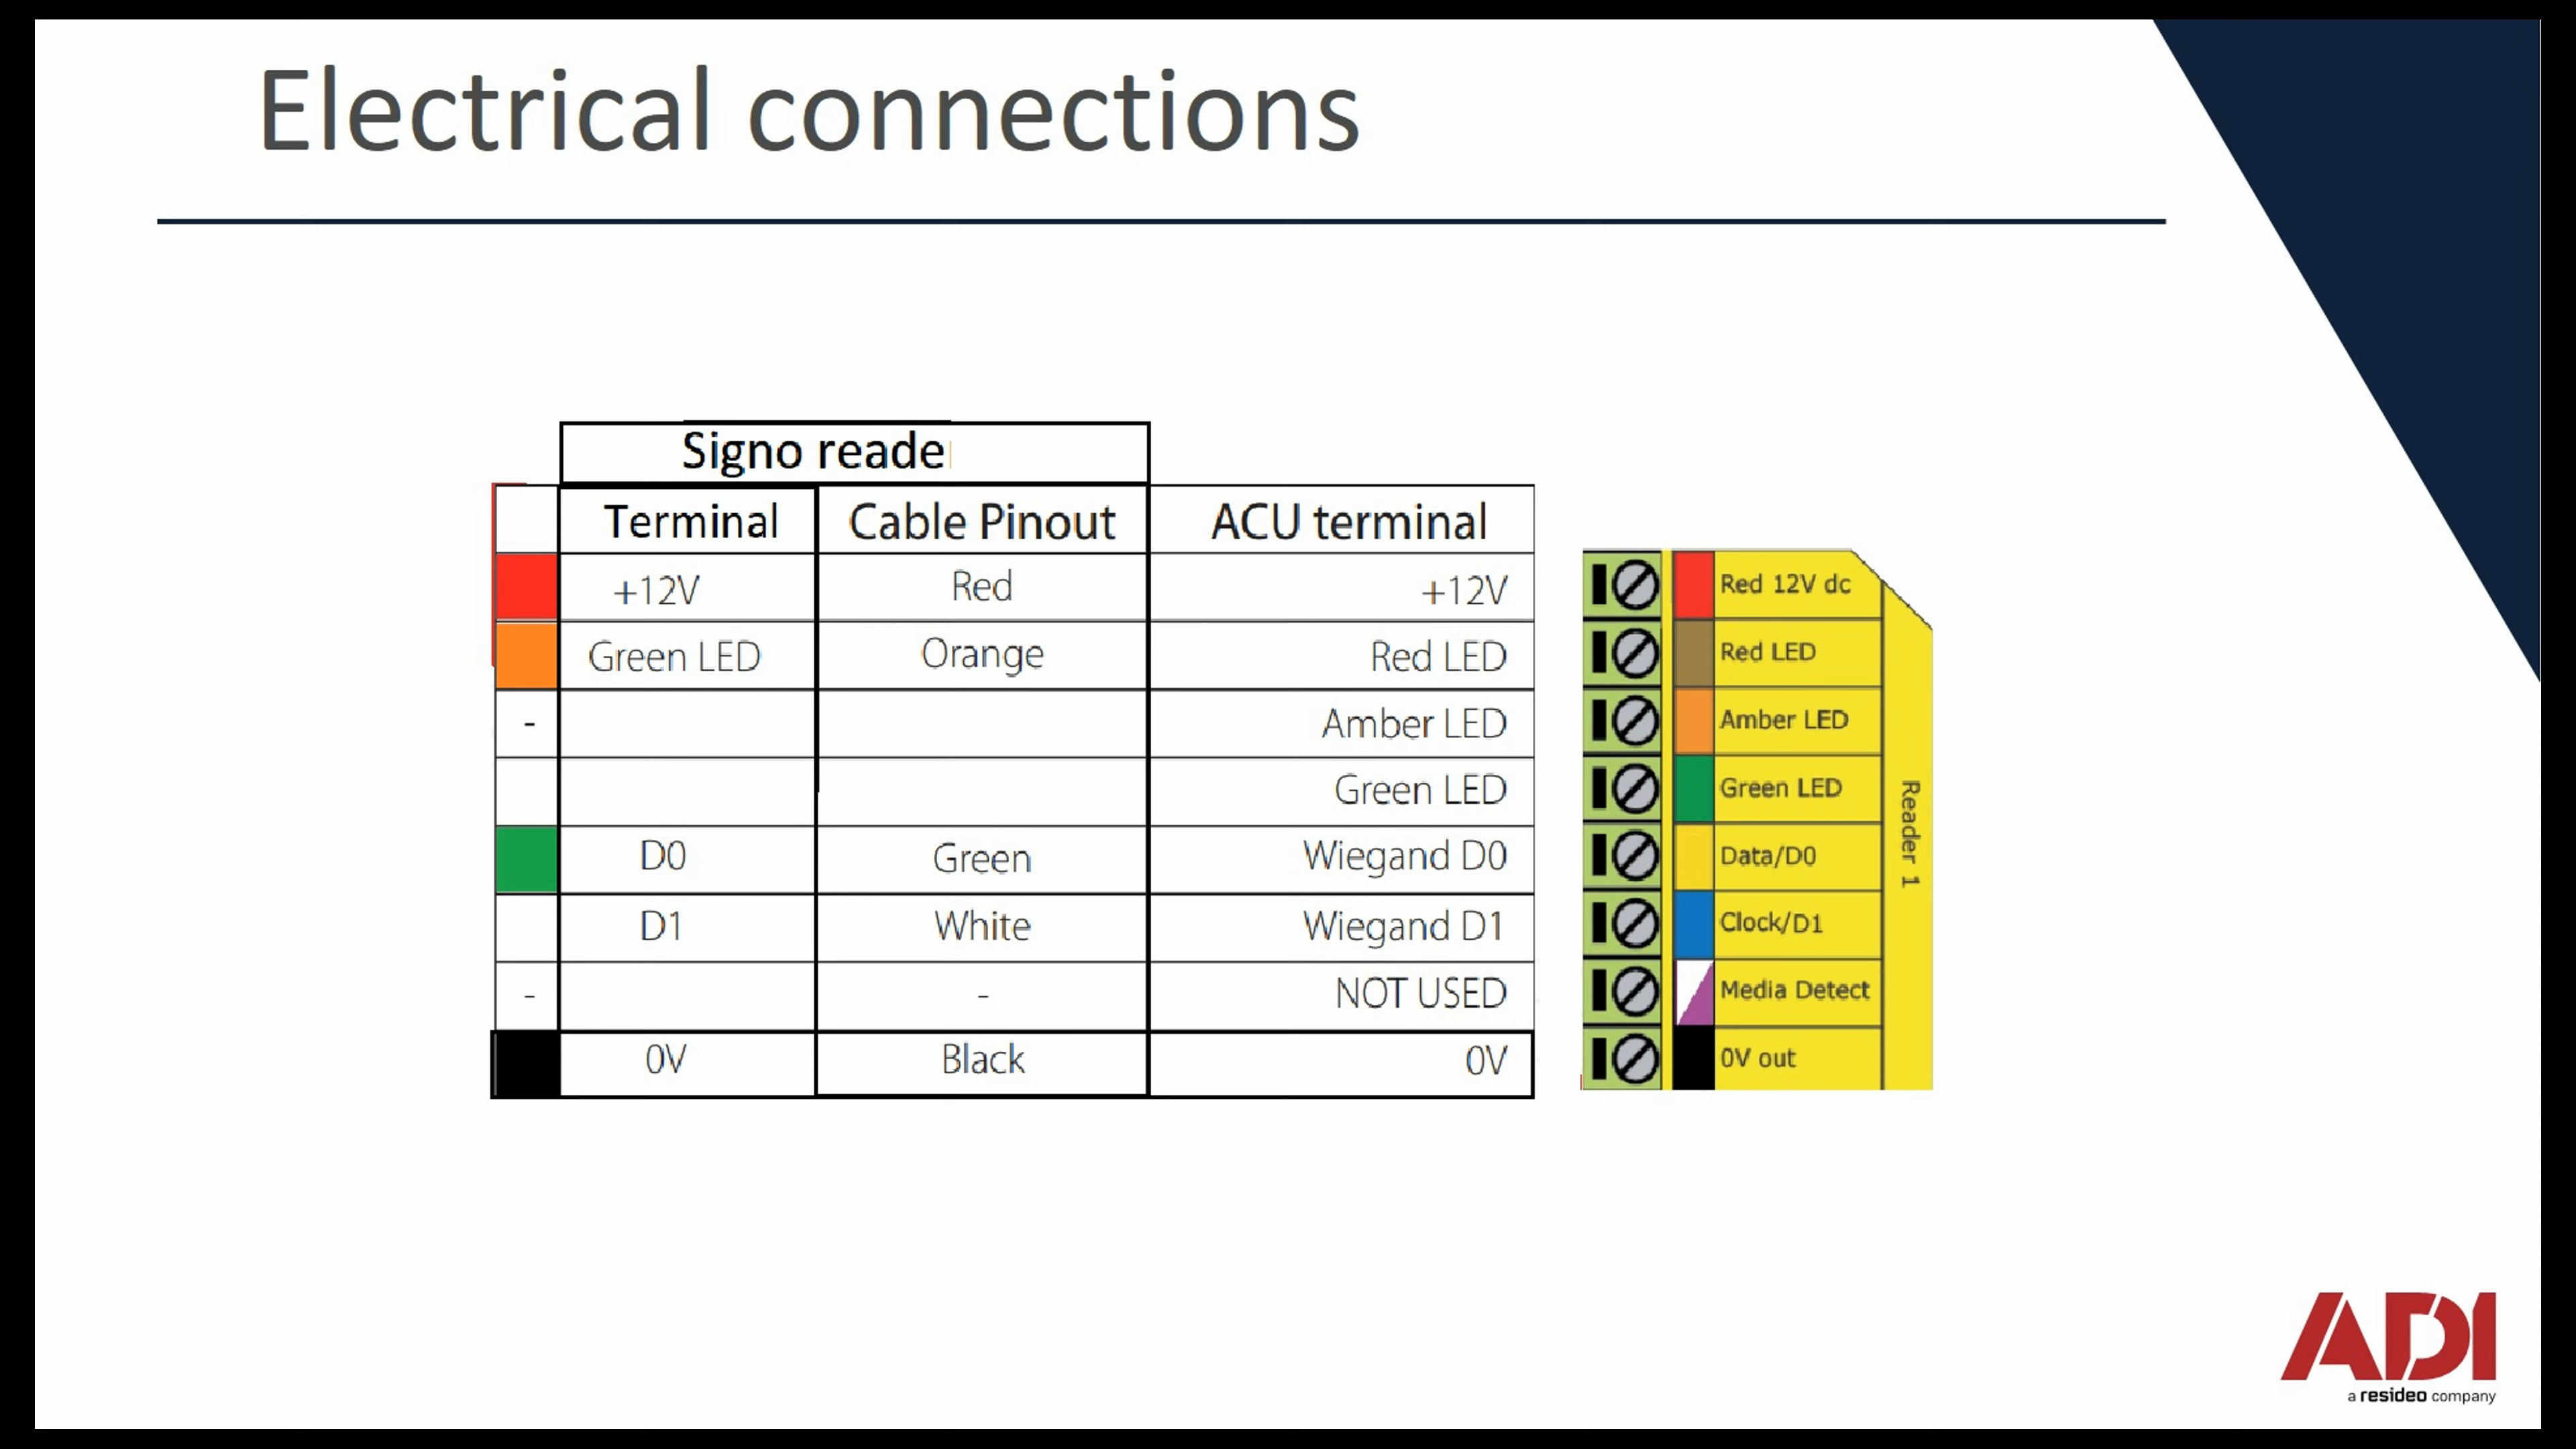 Electrical connections
Signo reade
Terminal Cable Pinout ACU terminal
+12V Red +12V
Green LED Orange Red LED
- Amber LED
Green LED
D0 Green Wiegand D0
D1 White Wiegand D1
- - NOT USED
0V Black 0V
Red 12V dc
Red LED
Amber LED
Green LED
Data/D0
Clock/D1
Media Detect
0V out
Reader 1
ADI
a resideo company